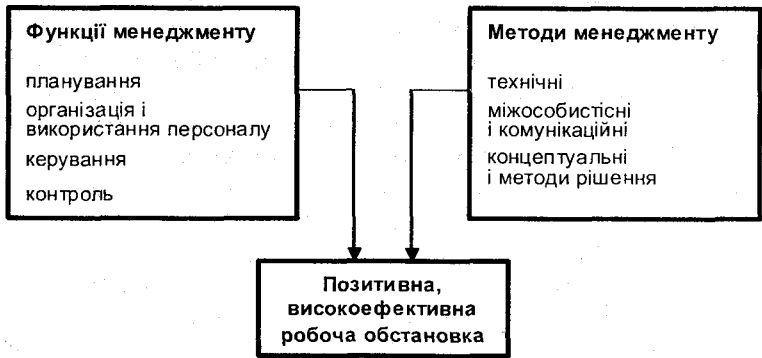 Функції менеджменту
планування
організація і
використання персоналу
керування
контроль
Методи менеджменту
технічні
міжособистісні
і комунікаційні
концептуальні
і методи рішення
Позитивна,
високоефективна
робоча обстановка